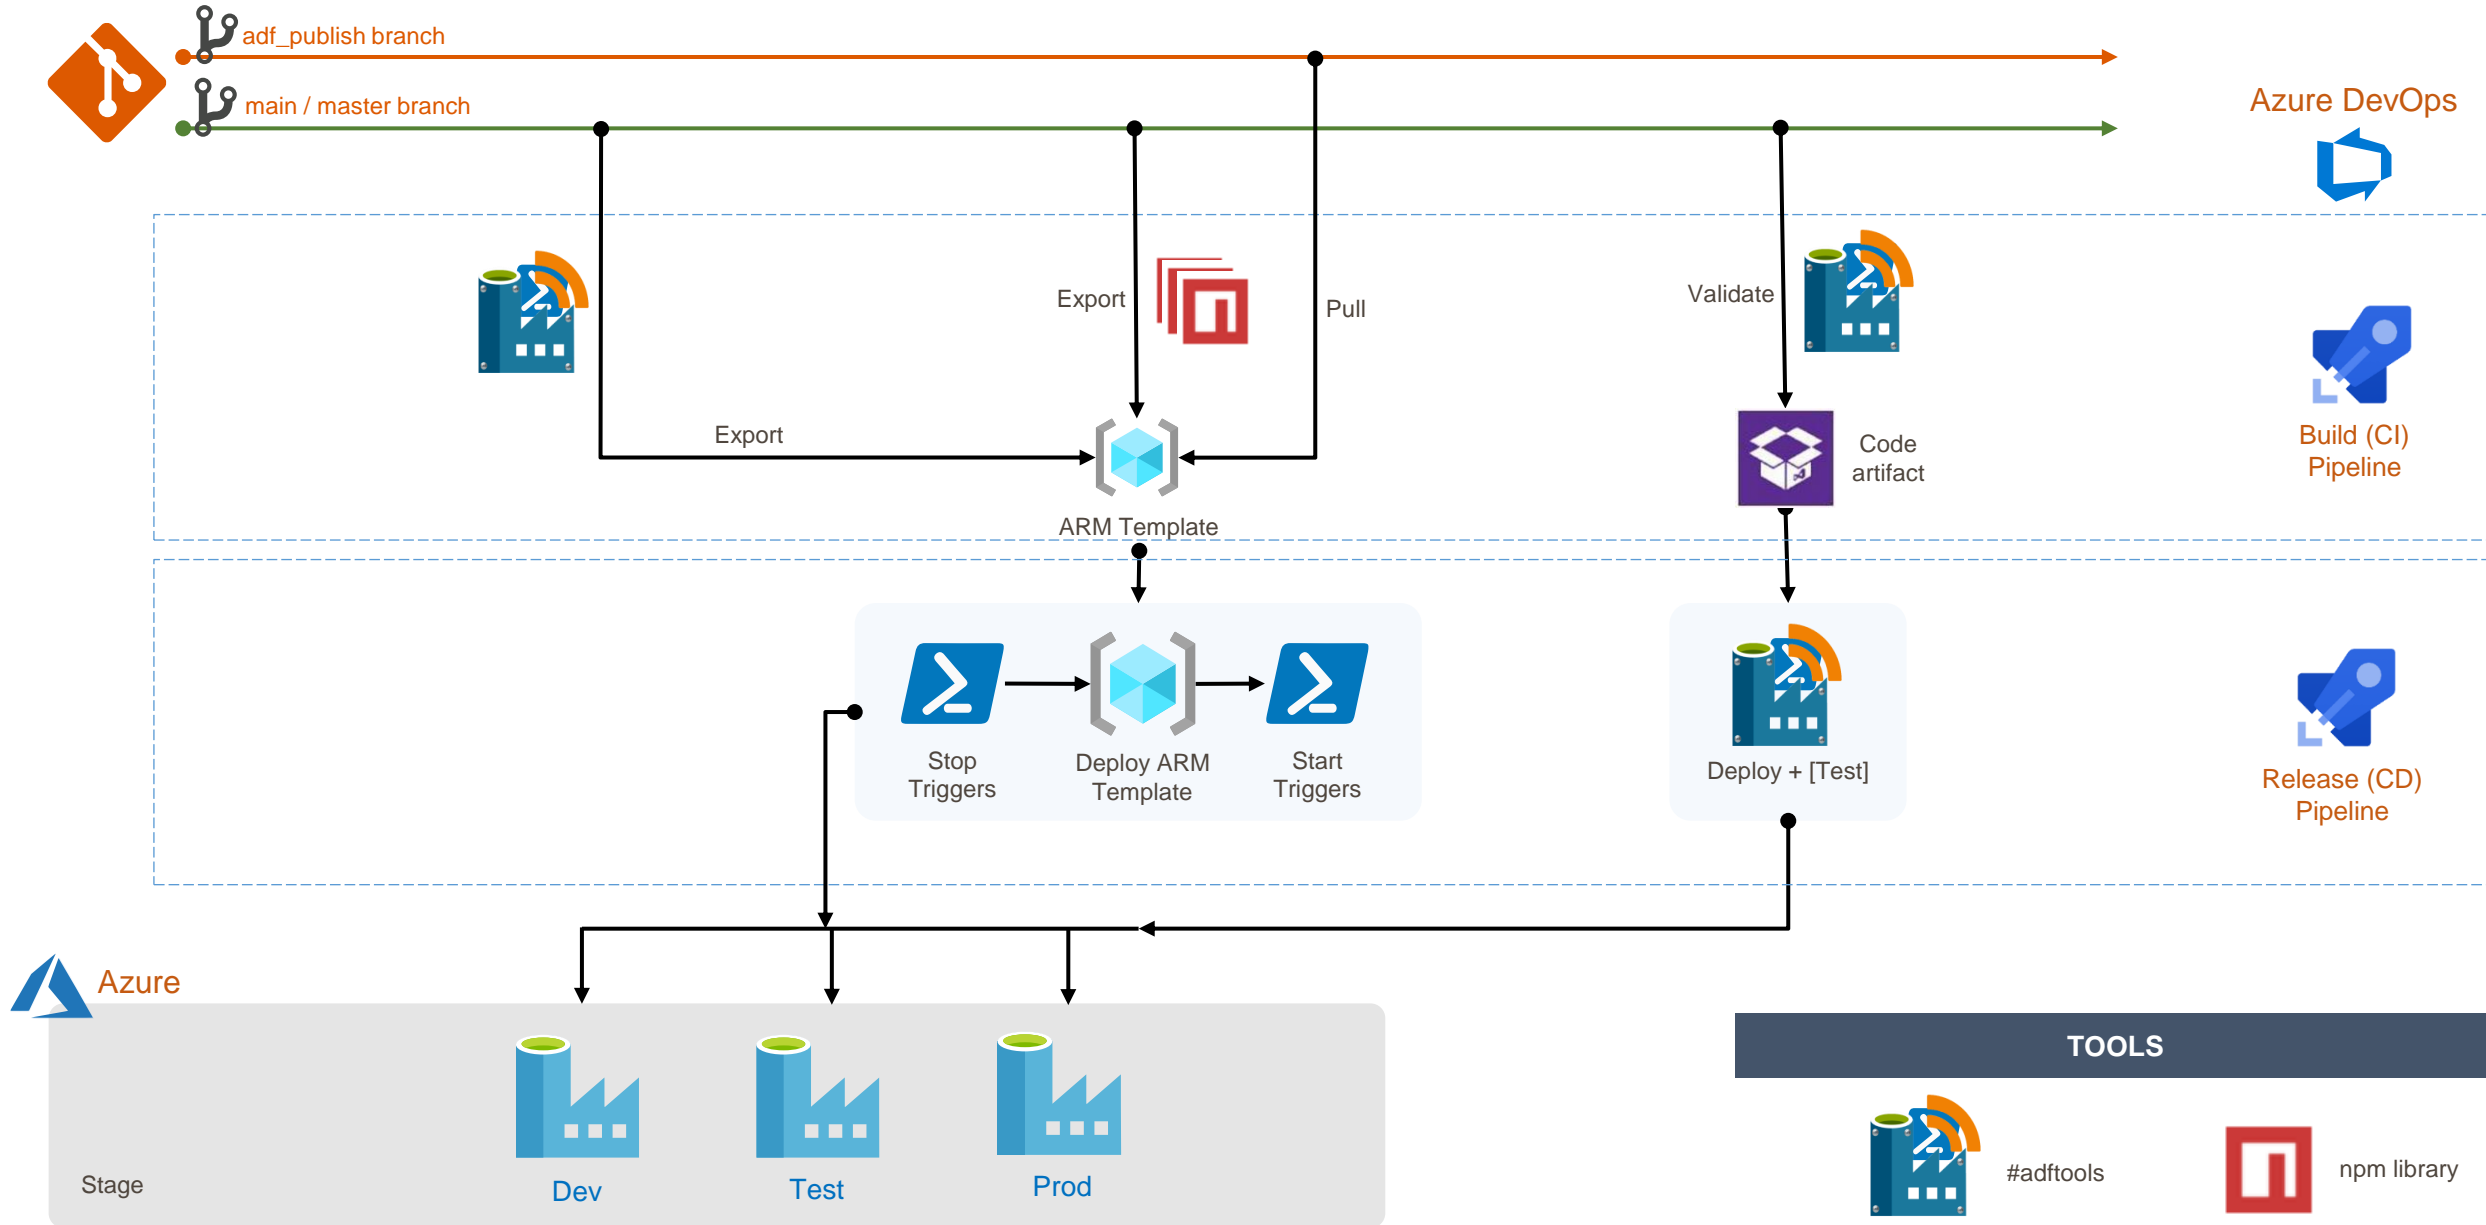 adf_publish branch
main / master branch
Azure DevOps
Export
Pull
Validate
Export
Code
artifact
Build (CI)
Pipeline
ARM Template
Stop
Triggers
Deploy ARM
Template
Start
Triggers
Deploy + [Test]
Release (CD)
Pipeline
Azure
TOOLS
Stage
Dev
Test
Prod
#adftools
npm library